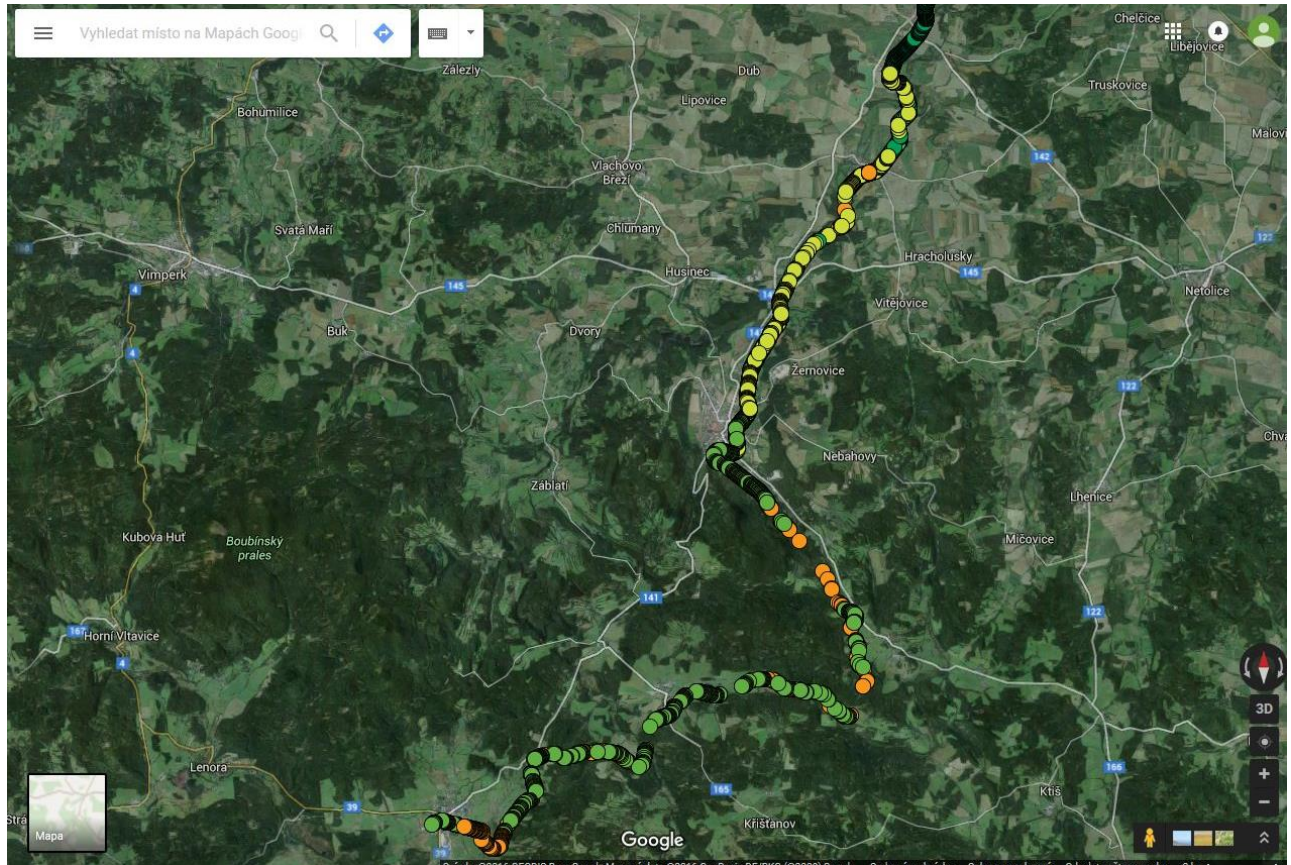 Vyhledat místo na Mapách Googl
Chelčice
Libějovice
Zálezly
Dub
Lipovice
Truskovice
Bohumilice
Malovi
142
Vlachovo
Březí
Svatá Maří
Chlumany
122
Hracholusky
145
Husinec
Vimperk
4
145
Netolice
Vitějovice
Buk
Dvory
4
Žernovice
122
Chva
Nebahovy
Záblatí
Lhenice
Kubova Huť
Boubínský
prales
Mičovice
141
122
167
Horní Vltavice
4
3D
Lenora
166
165
Ktiš
39
Křišťanov
Strá
Mapa
Google
39